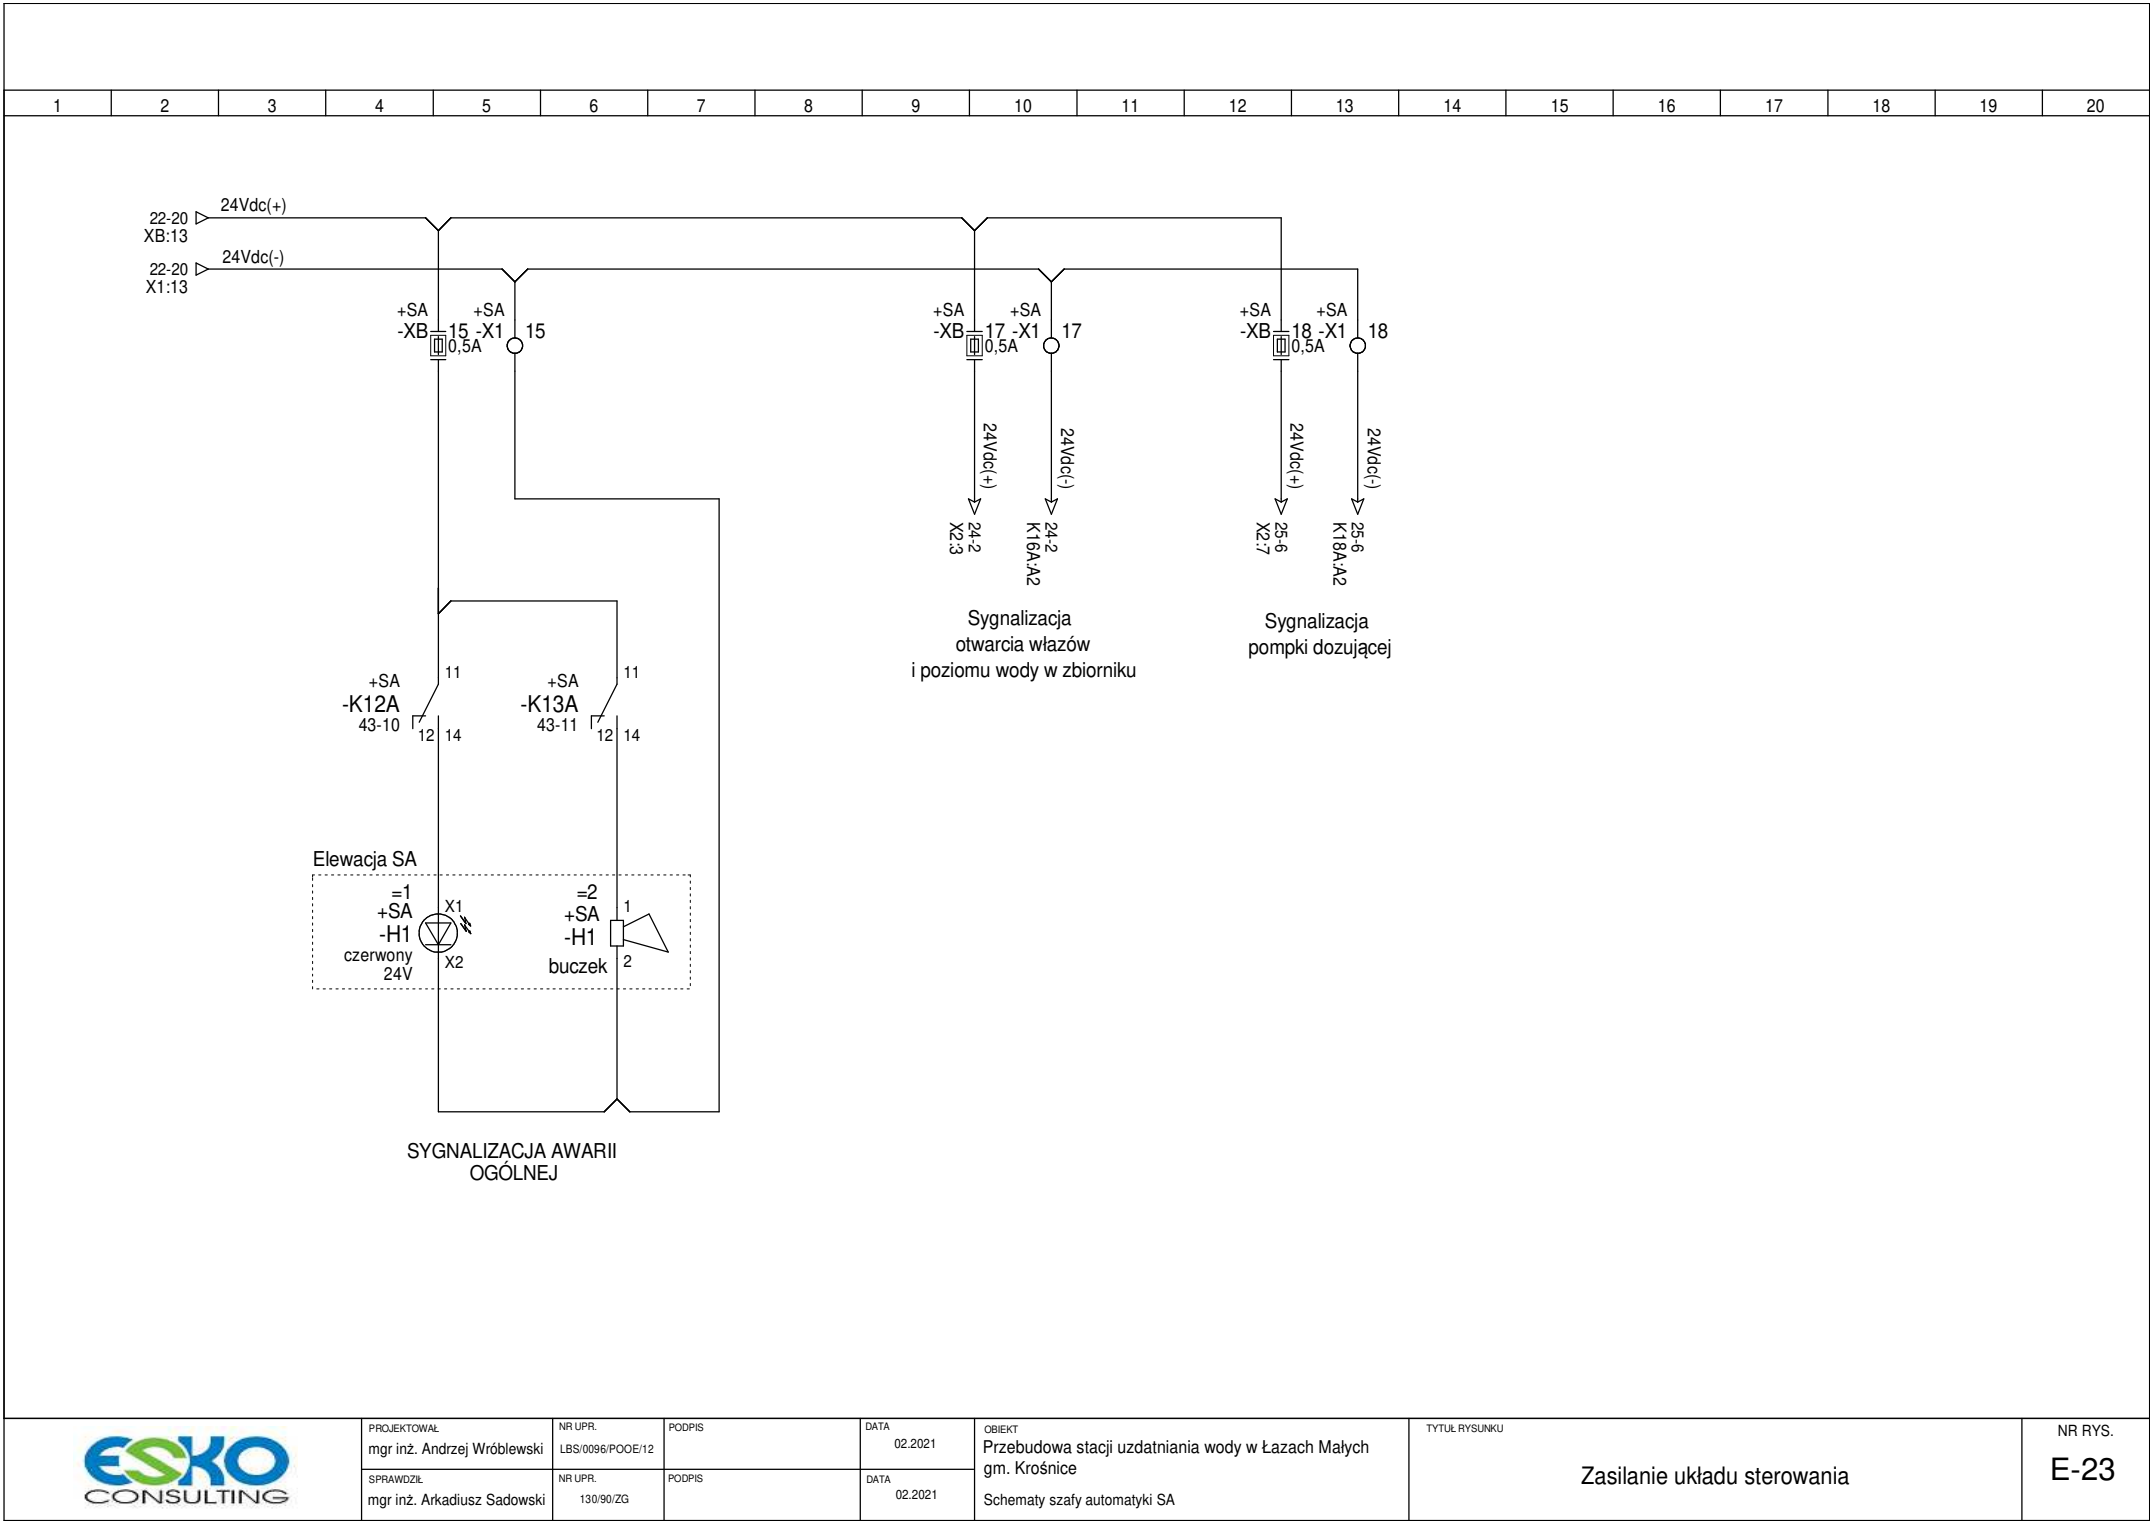 1 2 3 4 5 6 7 8 9 10 11 12 13 14 15 16 17 18 19 20
24Vdc(+)
22-20
XB:13
24Vdc(-)
22-20
X1:13
+SA
-XB
15
0,5A
+SA
-X1
15
+SA
-XB
17
0,5A
+SA
-X1
17
+SA
-XB
18
0,5A
+SA
-X1
18
24Vdc(+)
24-2
X2:3
24Vdc(-)
24-2
K16A:A2
24Vdc(+)
25-6
X2:7
24Vdc(-)
25-6
K18A:A2
Sygnalizacja
otwarcia włazów
i poziomu wody w zbiorniku
Sygnalizacja
pompki dozującej
+SA
-K12A
43-10
11
12 14
+SA
-K13A
43-11
11
12 14
Elewacja SA
=1
+SA
-H1
czerwony
24V
X1
X2
=2
+SA
-H1
buczek
1
2
SYGNALIZACJA AWARII
OGÓLNEJ
ESKO
CONSULTING
PROJEKTOWAŁ
mgr inż. Andrzej Wróblewski
NR UPR.
LBS/0096/POOE/12
PODPIS
DATA
02.2021
SPRAWDZIŁ
mgr inż. Arkadiusz Sadowski
NR UPR.
130/90/ZG
PODPIS
DATA
02.2021
OBIEKT
Przebudowa stacji uzdatniania wody w Łazach Małych
gm. Krośnice
Schematy szafy automatyki SA
TYTUŁ RYSUNKU
Zasilanie układu sterowania
NR RYS.
E-23